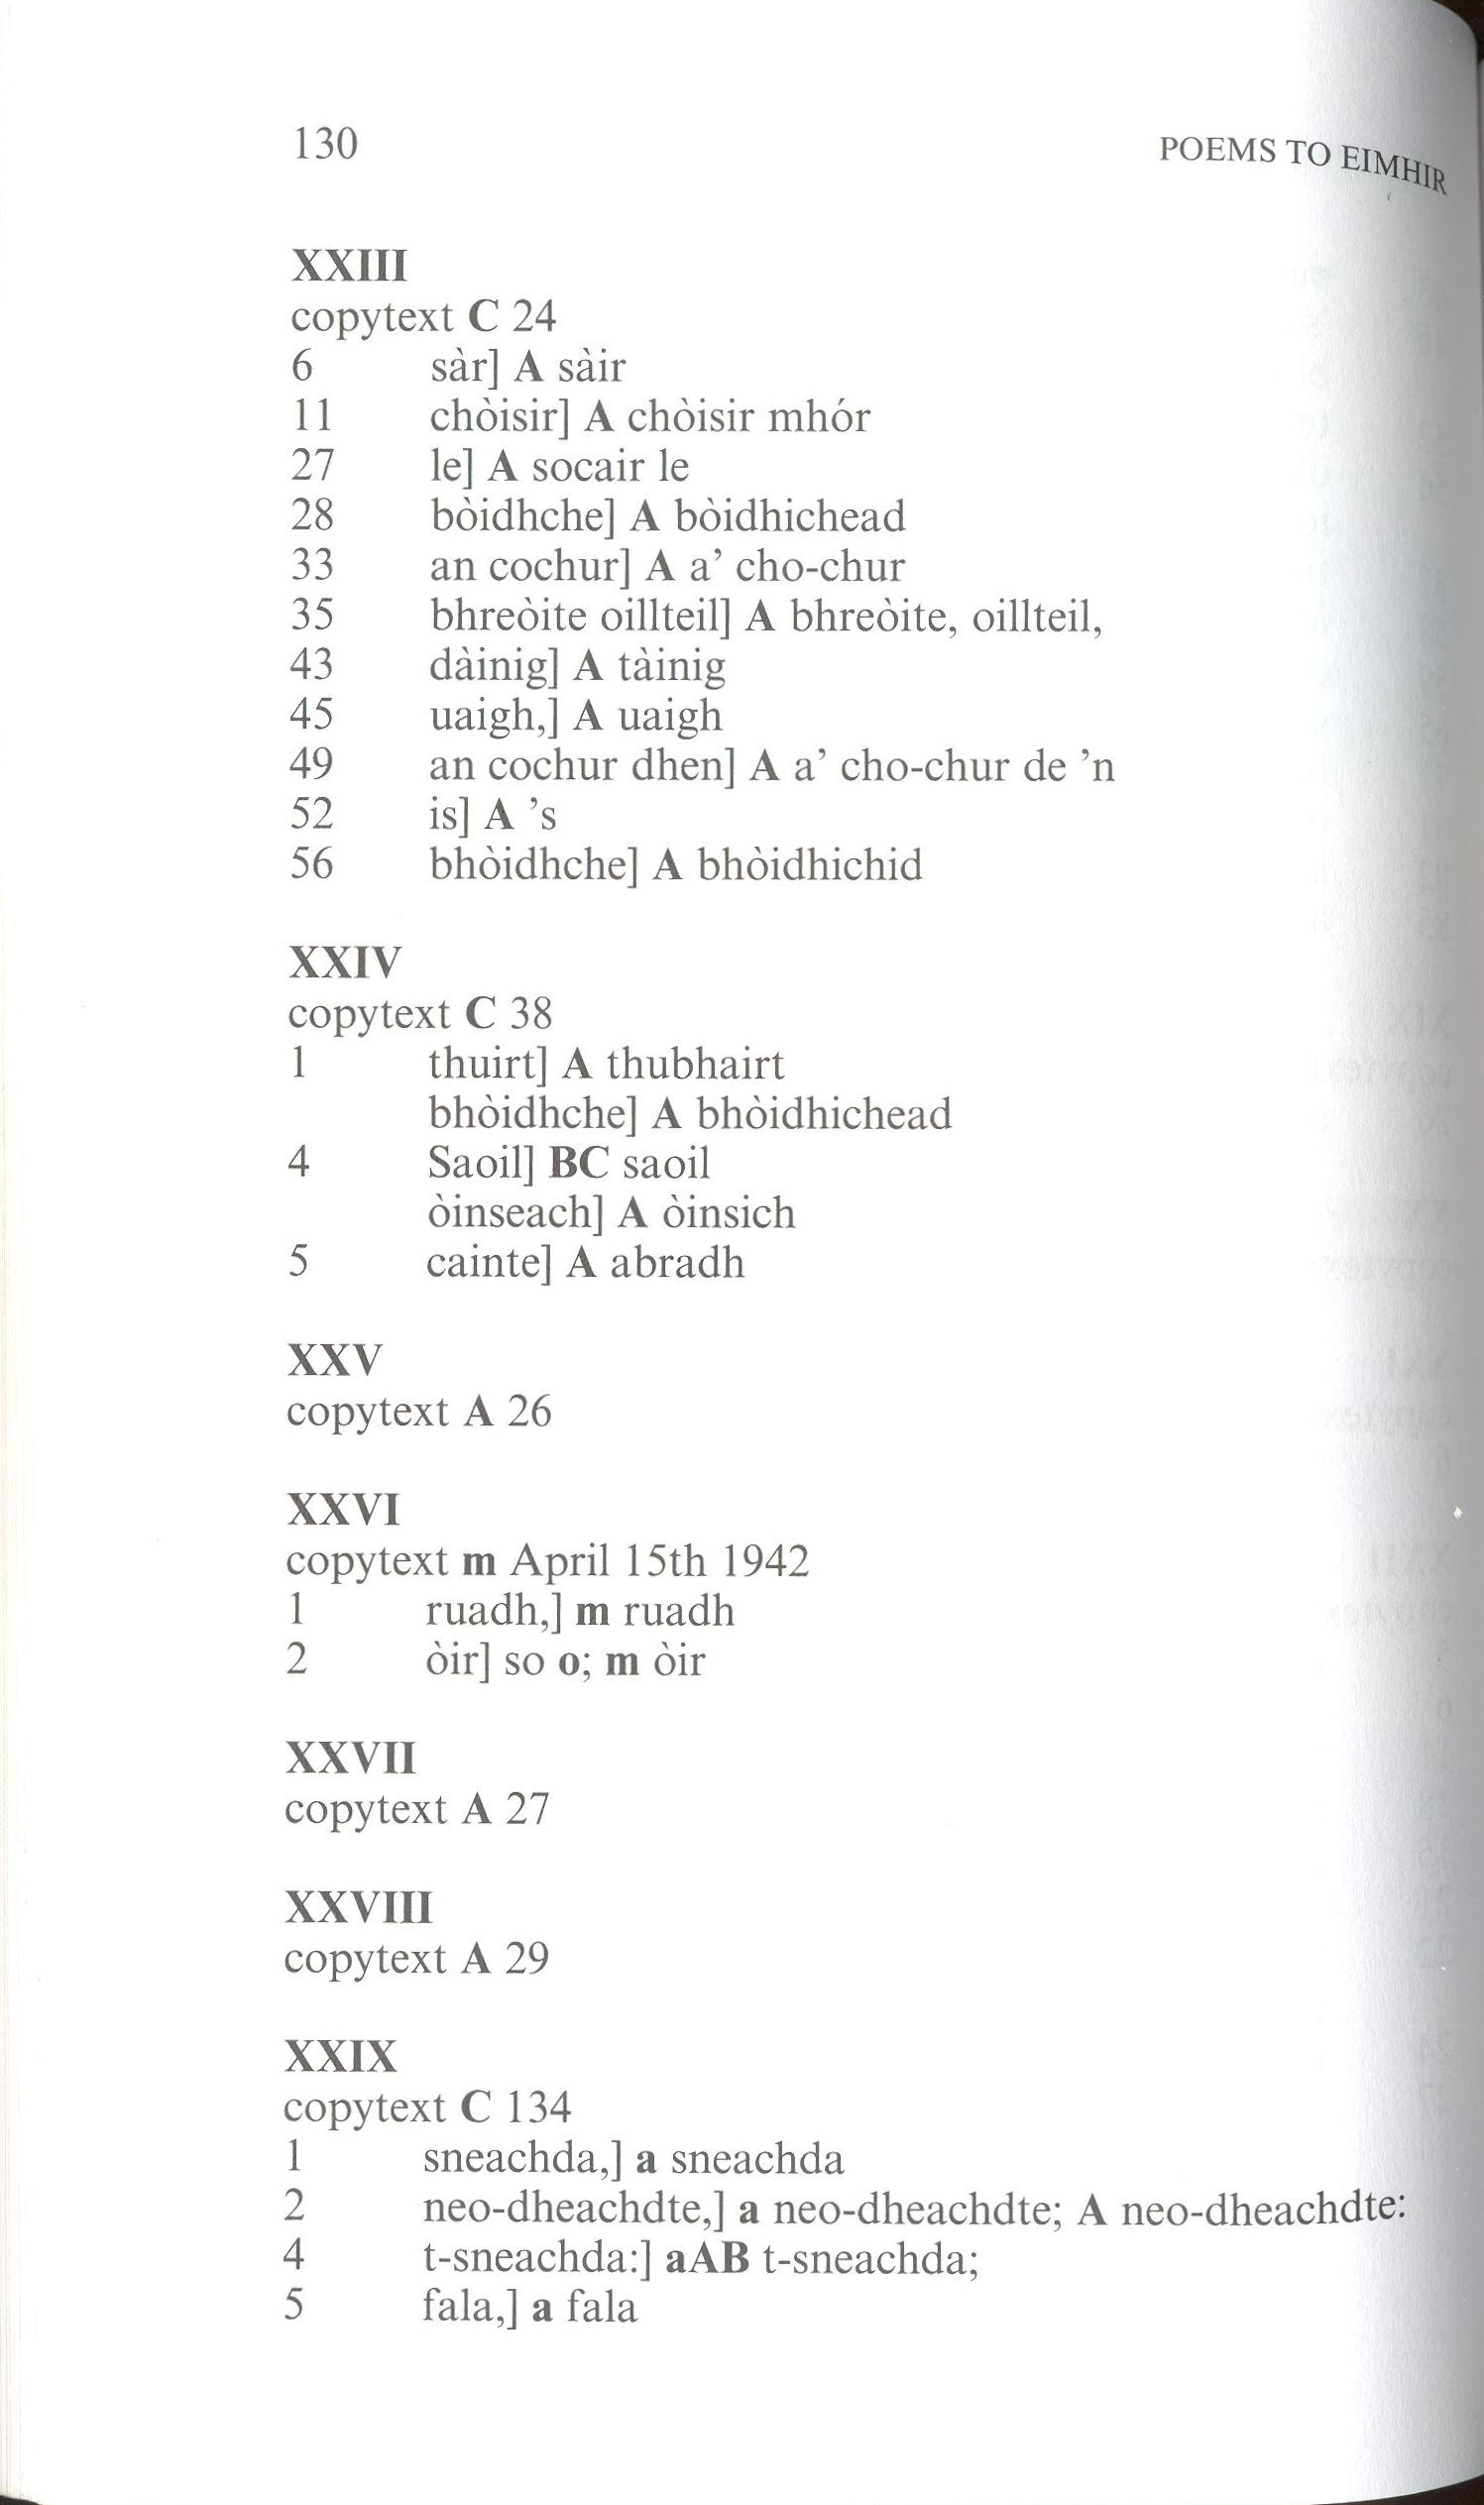 130 POEMS TO EIMHIR
XXIII
copytext C 24
6 sàr] A sàir
11 chòisir] A chòisir mhór
27 le] A socair le
28 bòidhche] A bòidhichead
33 an cochur] A a’ cho-chur
35 bhreòite oillteil] A bhreòite, oillteil,
43 dàinig] A tàinig
45 uaigh,] A uaigh
49 an cochur dhen] A a’ cho-chur de ’n
52 is] A ’s
56 bhòidhche] A bhòidhichid
XXIV
copytext C 38
1 thuirt] A thubhairt
bhòidhche] A bhòidhichead
4 Saoil] BC saoil
òinseach] A òinsich
5 cainte] A abradh
XXV
copytext A 26
XXVI
copytext m April 15th 1942
1 ruadh,] m ruadh
2 òir] so o; m òir
XXVII
copytext A 27
XXVIII
copytext A 29
XXIX
copytext C 134
1 sneachda,] a sneachda
2 neo-dheachdte,] a neo-dheachdte; A neo-dheachdte:
4 t-sneachda:] aAB t-sneachda;
5 fala,] a fala